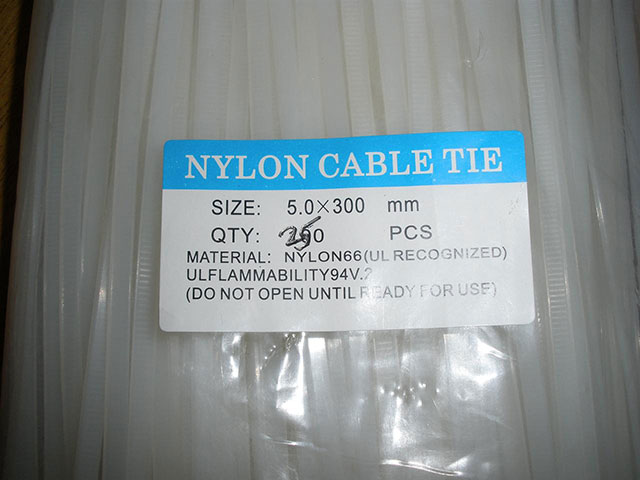 NYLON CABLE TIE
SIZE: 5.0×300 mm
QTY: 250 PCS
MATERIAL: NYLON66(UL RECOGNIZED)
ULFLAMMABILITY94V.2
(DO NOT OPEN UNTIL READY FOR USE)